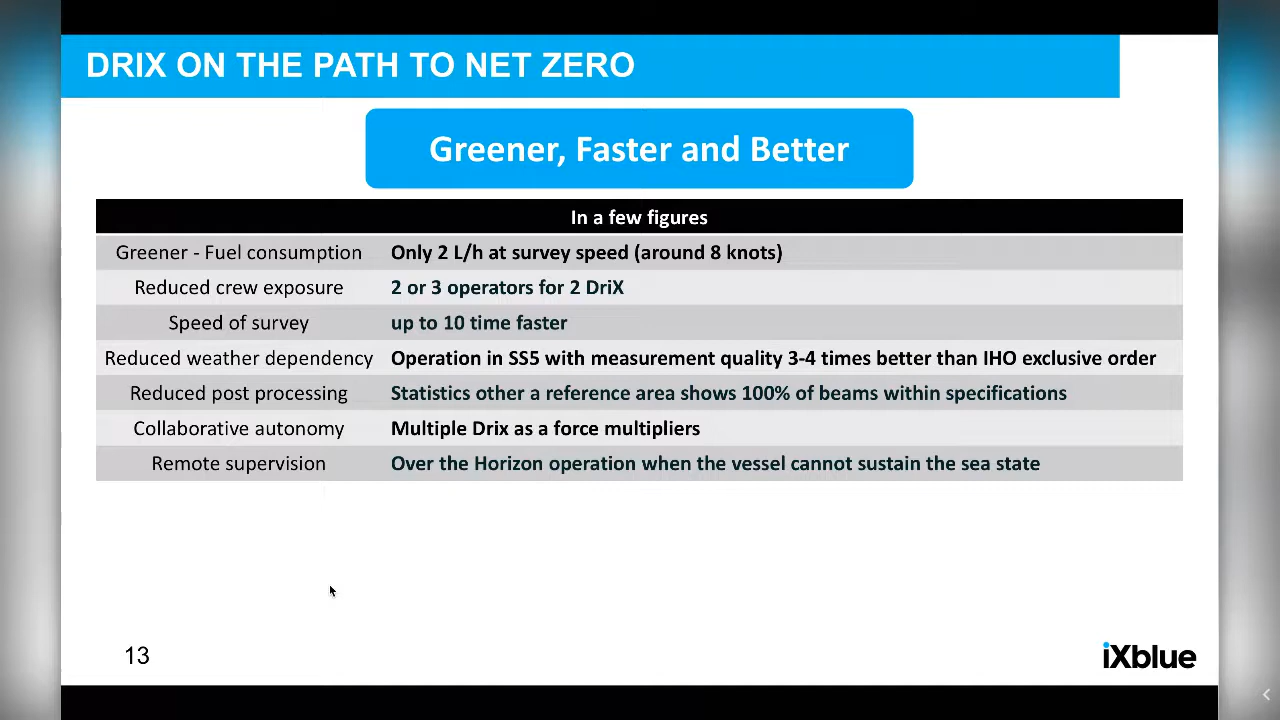 DRIX ON THE PATH TO NET ZERO
Greener, Faster and Better
In a few figures
Greener - Fuel consumption Only 2 L/h at survey speed (around 8 knots)
Reduced crew exposure 2 or 3 operators for 2 DriX
Speed of survey up to 10 time faster
Reduced weather dependency Operation in SS5 with measurement quality 3-4 times better than IHO exclusive order
Reduced post processing Statistics other a reference area shows 100% of beams within specifications
Collaborative autonomy Multiple Drix as a force multipliers
Remote supervision Over the Horizon operation when the vessel cannot sustain the sea state
13
iXblue